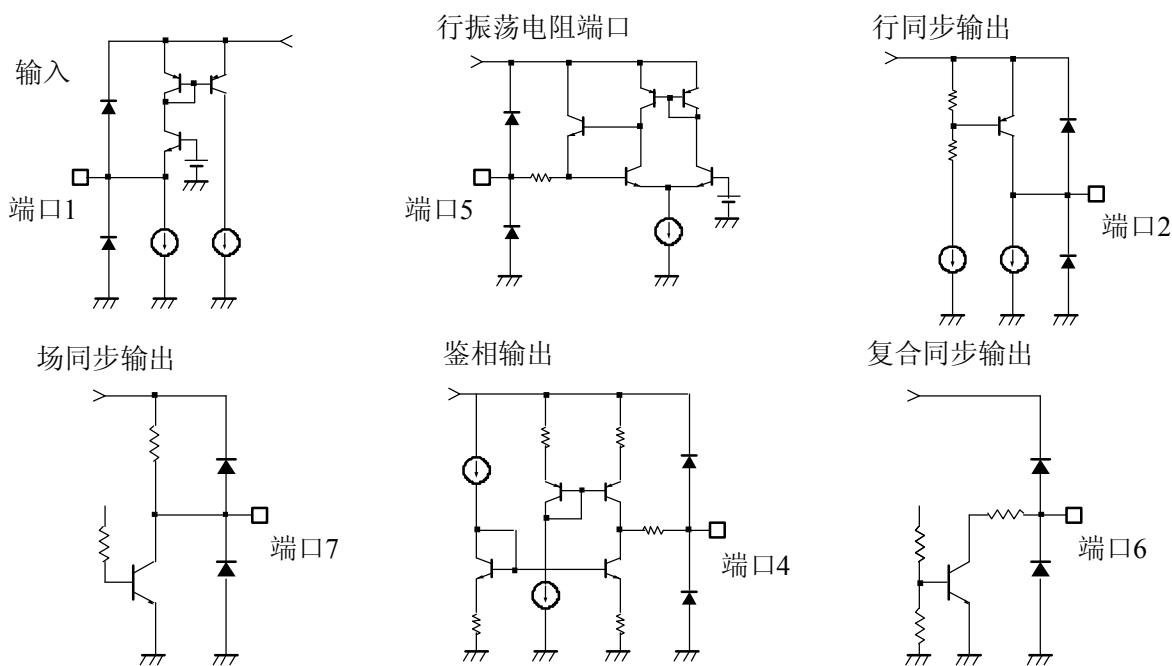 行振荡电阻端口
行同步输出
输入
端口1
端口5
端口2
场同步输出
鉴相输出
复合同步输出
端口7
端口4
端口6